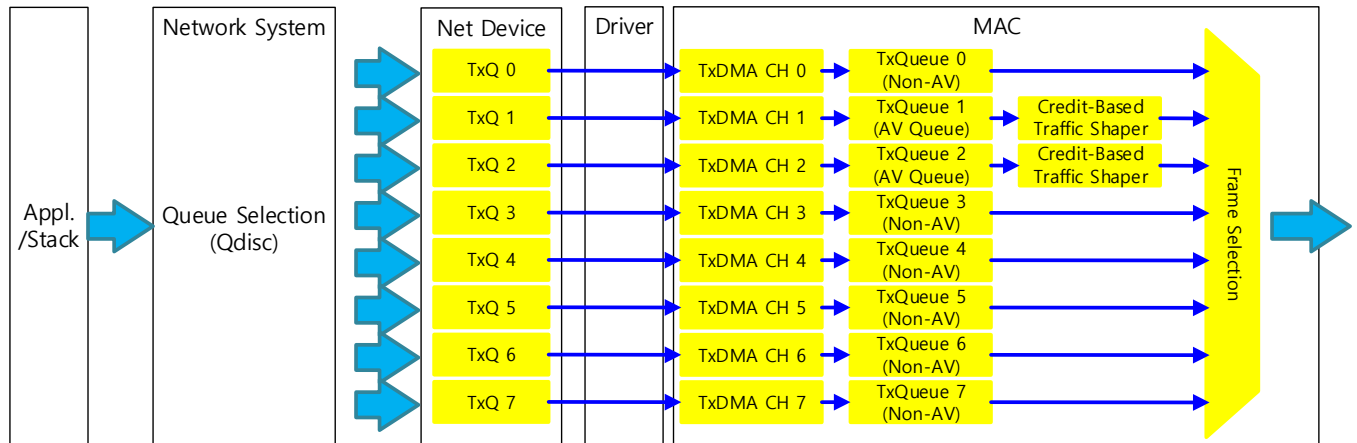 Network System
Net Device
Driver
MAC
Appl.
/Stack
Queue Selection
(Qdisc)
TxQ 0
TxDMA CH 0
TxQueue 0
(Non-AV)
TxQ 1
TxDMA CH 1
TxQueue 1
(AV Queue)
Credit-Based
Traffic Shaper
TxQ 2
TxDMA CH 2
TxQueue 2
(AV Queue)
Credit-Based
Traffic Shaper
TxQ 3
TxDMA CH 3
TxQueue 3
(Non-AV)
TxQ 4
TxDMA CH 4
TxQueue 4
(Non-AV)
TxQ 5
TxDMA CH 5
TxQueue 5
(Non-AV)
TxQ 6
TxDMA CH 6
TxQueue 6
(Non-AV)
TxQ 7
TxDMA CH 7
TxQueue 7
(Non-AV)
Frame Selection